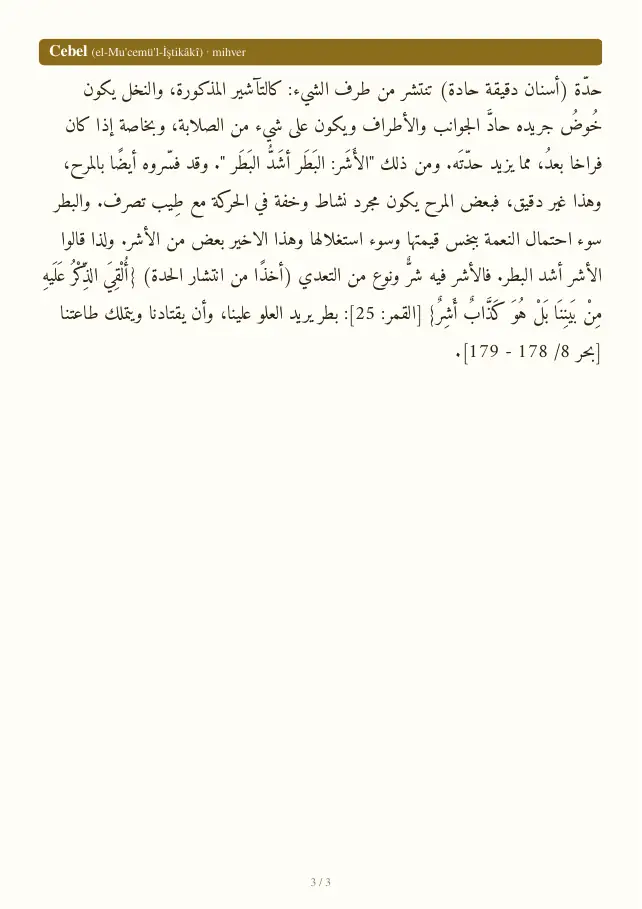 Cebel (el-Mu'cemü'l-İştikâkî) · mihver
حدّة (أسنان دقيقة حادة) تنتشر من طرف الشيء: كالتآشير المذكورة، والنخل يكون
خُوضُ جريده حادَّ الجوانب والأطراف ويكون على شيء من الصلابة، وبخاصة إذا كان
فراخا بعدُ، مما يزيد حدّتَه. ومن ذلك "الأَشَر: البَطَر أشَدُّ البَطَر ". وقد فسّروه أيضًا بالمرح،
وهذا غير دقيق، فبعض المرح يكون مجرد نشاط وخفة في الحركة مع طِيب تصرف. والبطر
سوء احتمال النعمة ببخس قيمتها وسوء استغلالها وهذا الاخير بعض من الأشر. ولذا قالوا
الأشر أشد البطر. فالأشر فيه شرٌّ ونوع من التعدي (أخذًا من انتشار الحدة) {أَُلْقِيَ الذِّكْرُ عَلَيهِ
مِنْ بَينِنَا بَلْ هُوَ كَذَّابٌ أَشِرٌ} [القمر: 25]: بطر يريد العلو علينا، وأن يقتادنا ويتملك طاعتنا
[بحر 8/ 178 - 179].
3 / 3